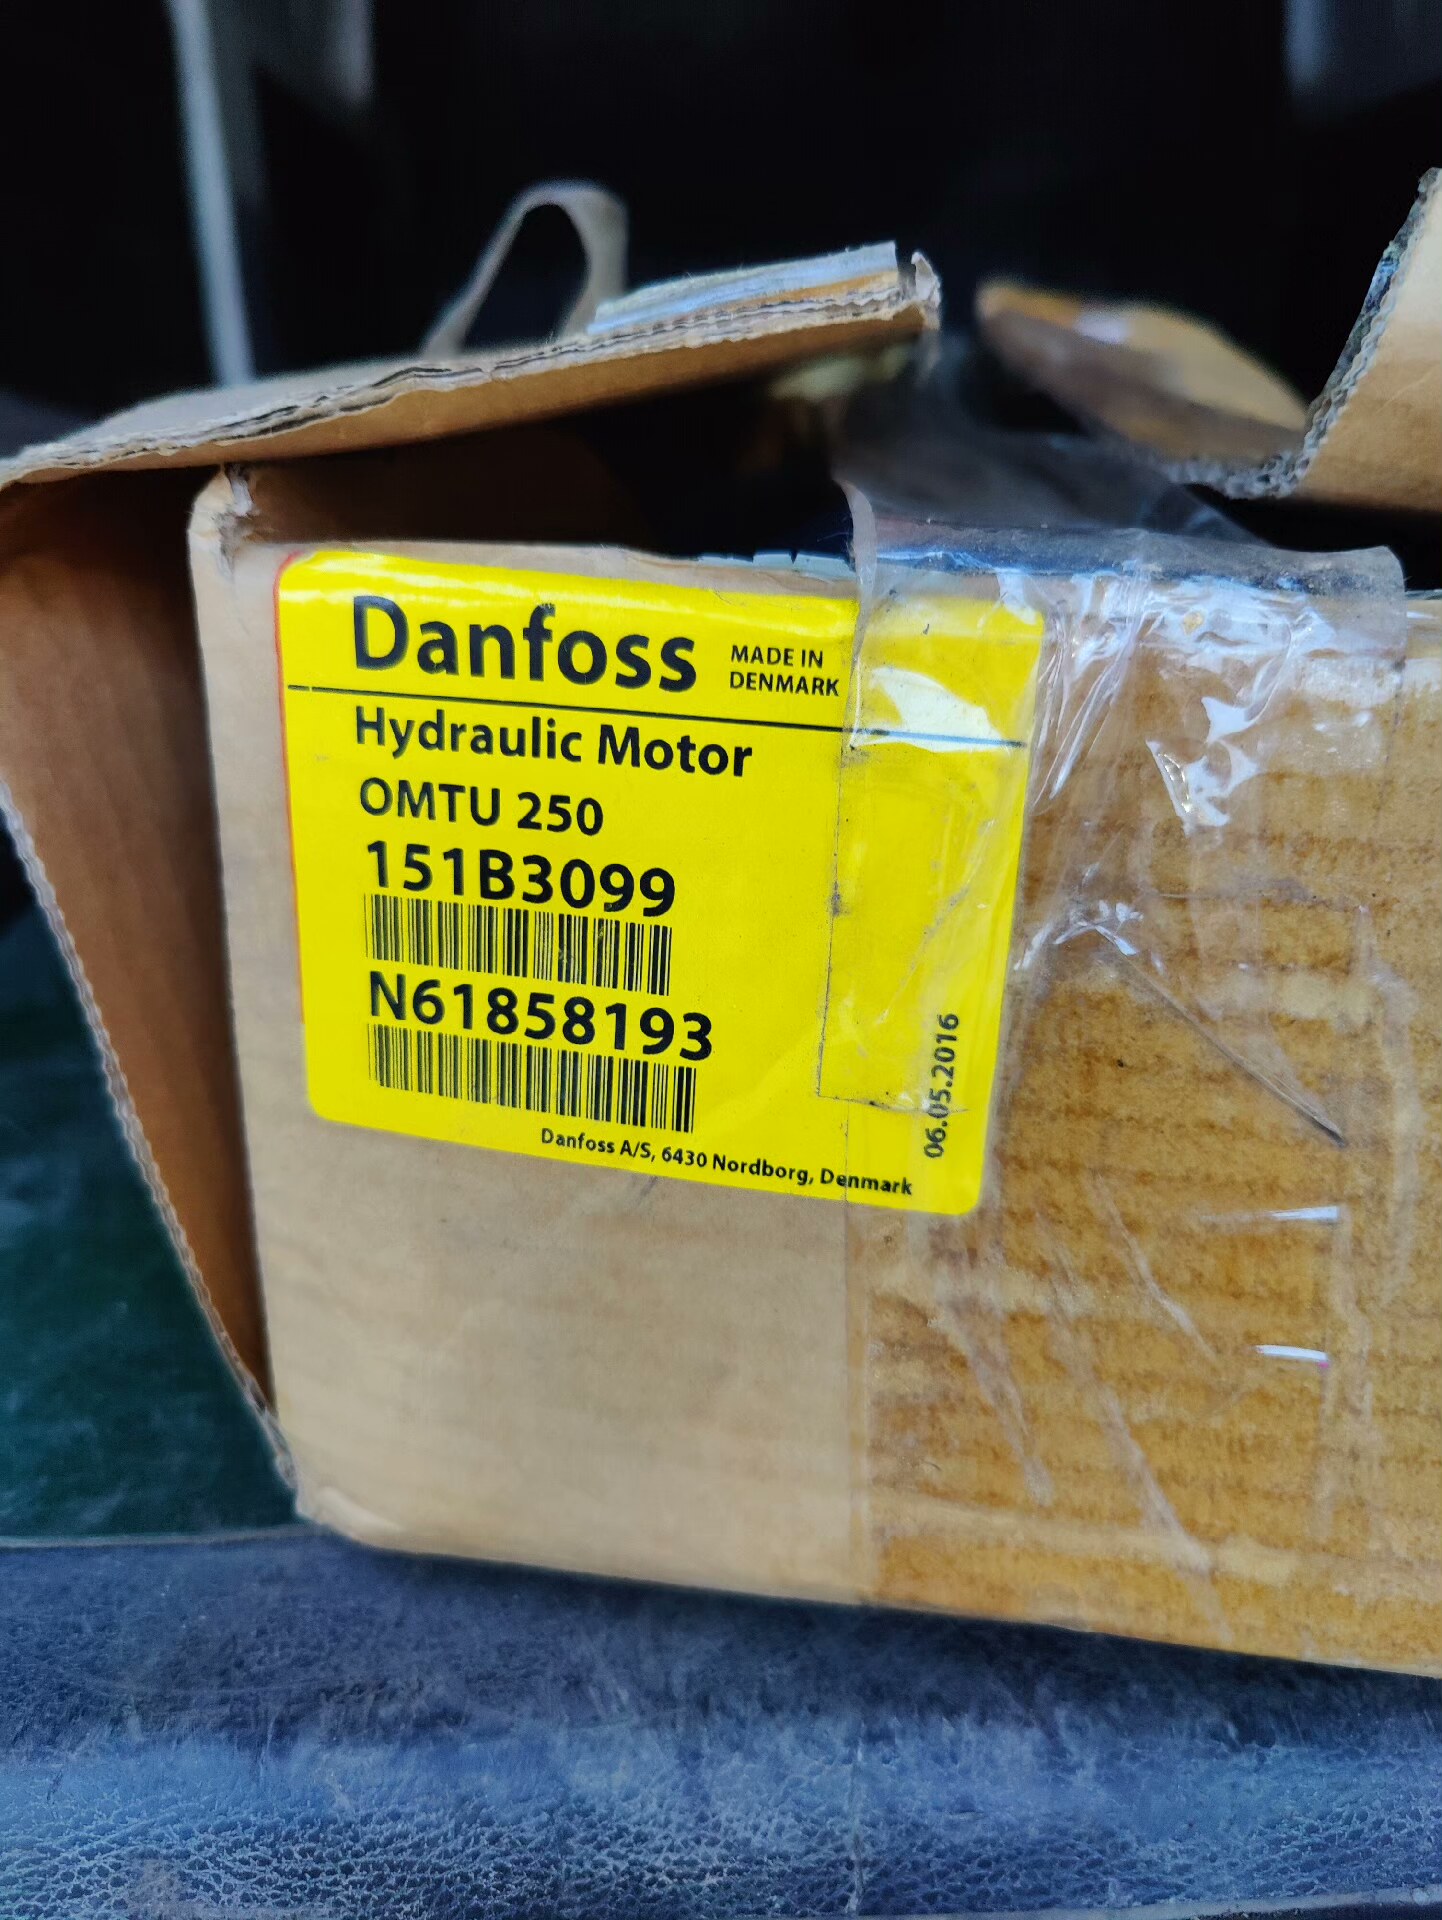 Danfoss
MADE IN
DENMARK
Hydraulic Motor
OMTU 250
151B3099
N61858193
Danfoss A/S, 6430 Nordborg, Denmark
06.05.2016